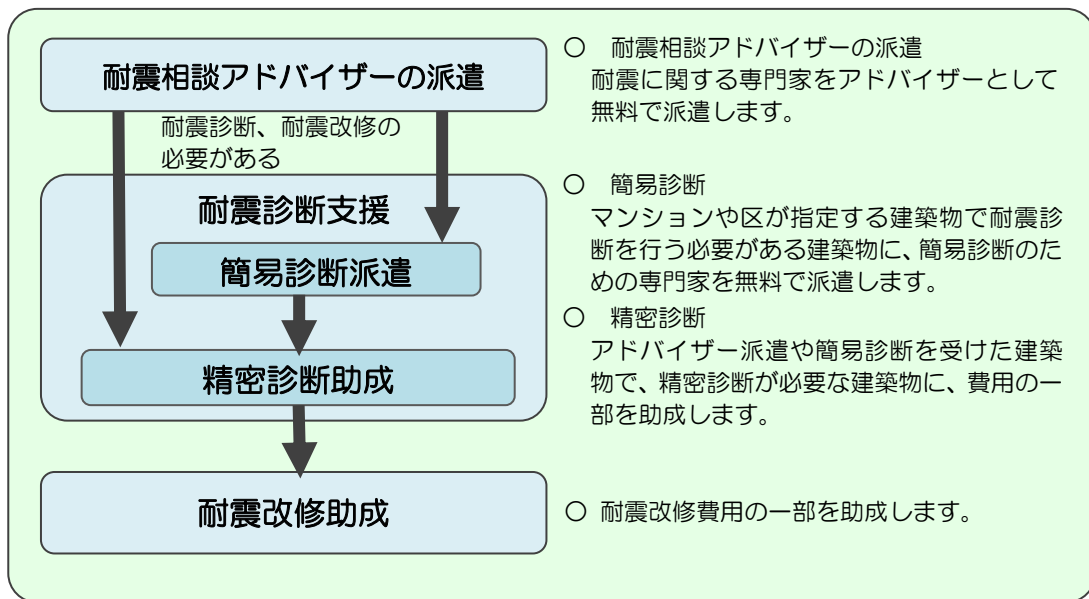 耐震相談アドバイザーの派遣
耐震診断、耐震改修の
必要がある
耐震診断支援
簡易診断派遣
精密診断助成
耐震改修助成
○　耐震相談アドバイザーの派遣
耐震に関する専門家をアドバイザーとして
無料で派遣します。
○　簡易診断
マンションや区が指定する建築物で耐震診
断を行う必要がある建築物に、簡易診断のた
めの専門家を無料で派遣します。
○　精密診断
アドバイザー派遣や簡易診断を受けた建築
物で、精密診断が必要な建築物に、費用の一
部を助成します。
○ 耐震改修費用の一部を助成します。